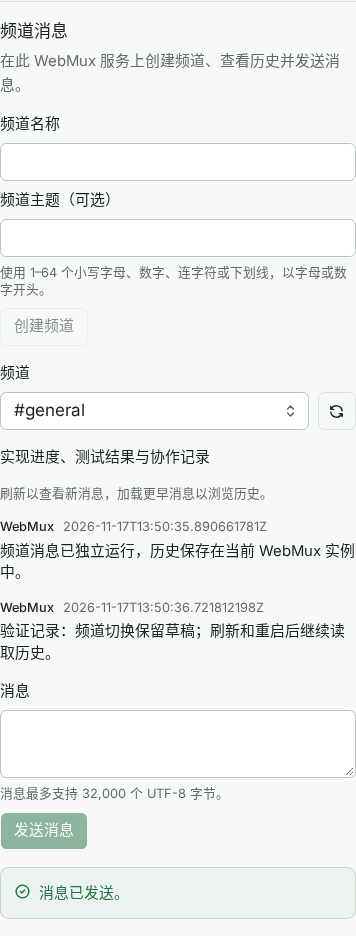 频道消息
在此 WebMux 服务上创建频道、查看历史并发送消
息。
频道名称
频道主题（可选）
使用 1–64 个小写字母、数字、连字符或下划线，以字母或数
字开头。
创建频道
频道
#general
实现进度、测试结果与协作记录
刷新以查看新消息，加载更早消息以浏览历史。
WebMux 2026-11-17T13:50:35.890661781Z
频道消息已独立运行，历史保存在当前 WebMux 实例
中。
WebMux 2026-11-17T13:50:36.721812198Z
验证记录：频道切换保留草稿；刷新和重启后继续读
取历史。
消息
消息最多支持 32,000 个 UTF-8 字节。
发送消息
消息已发送。